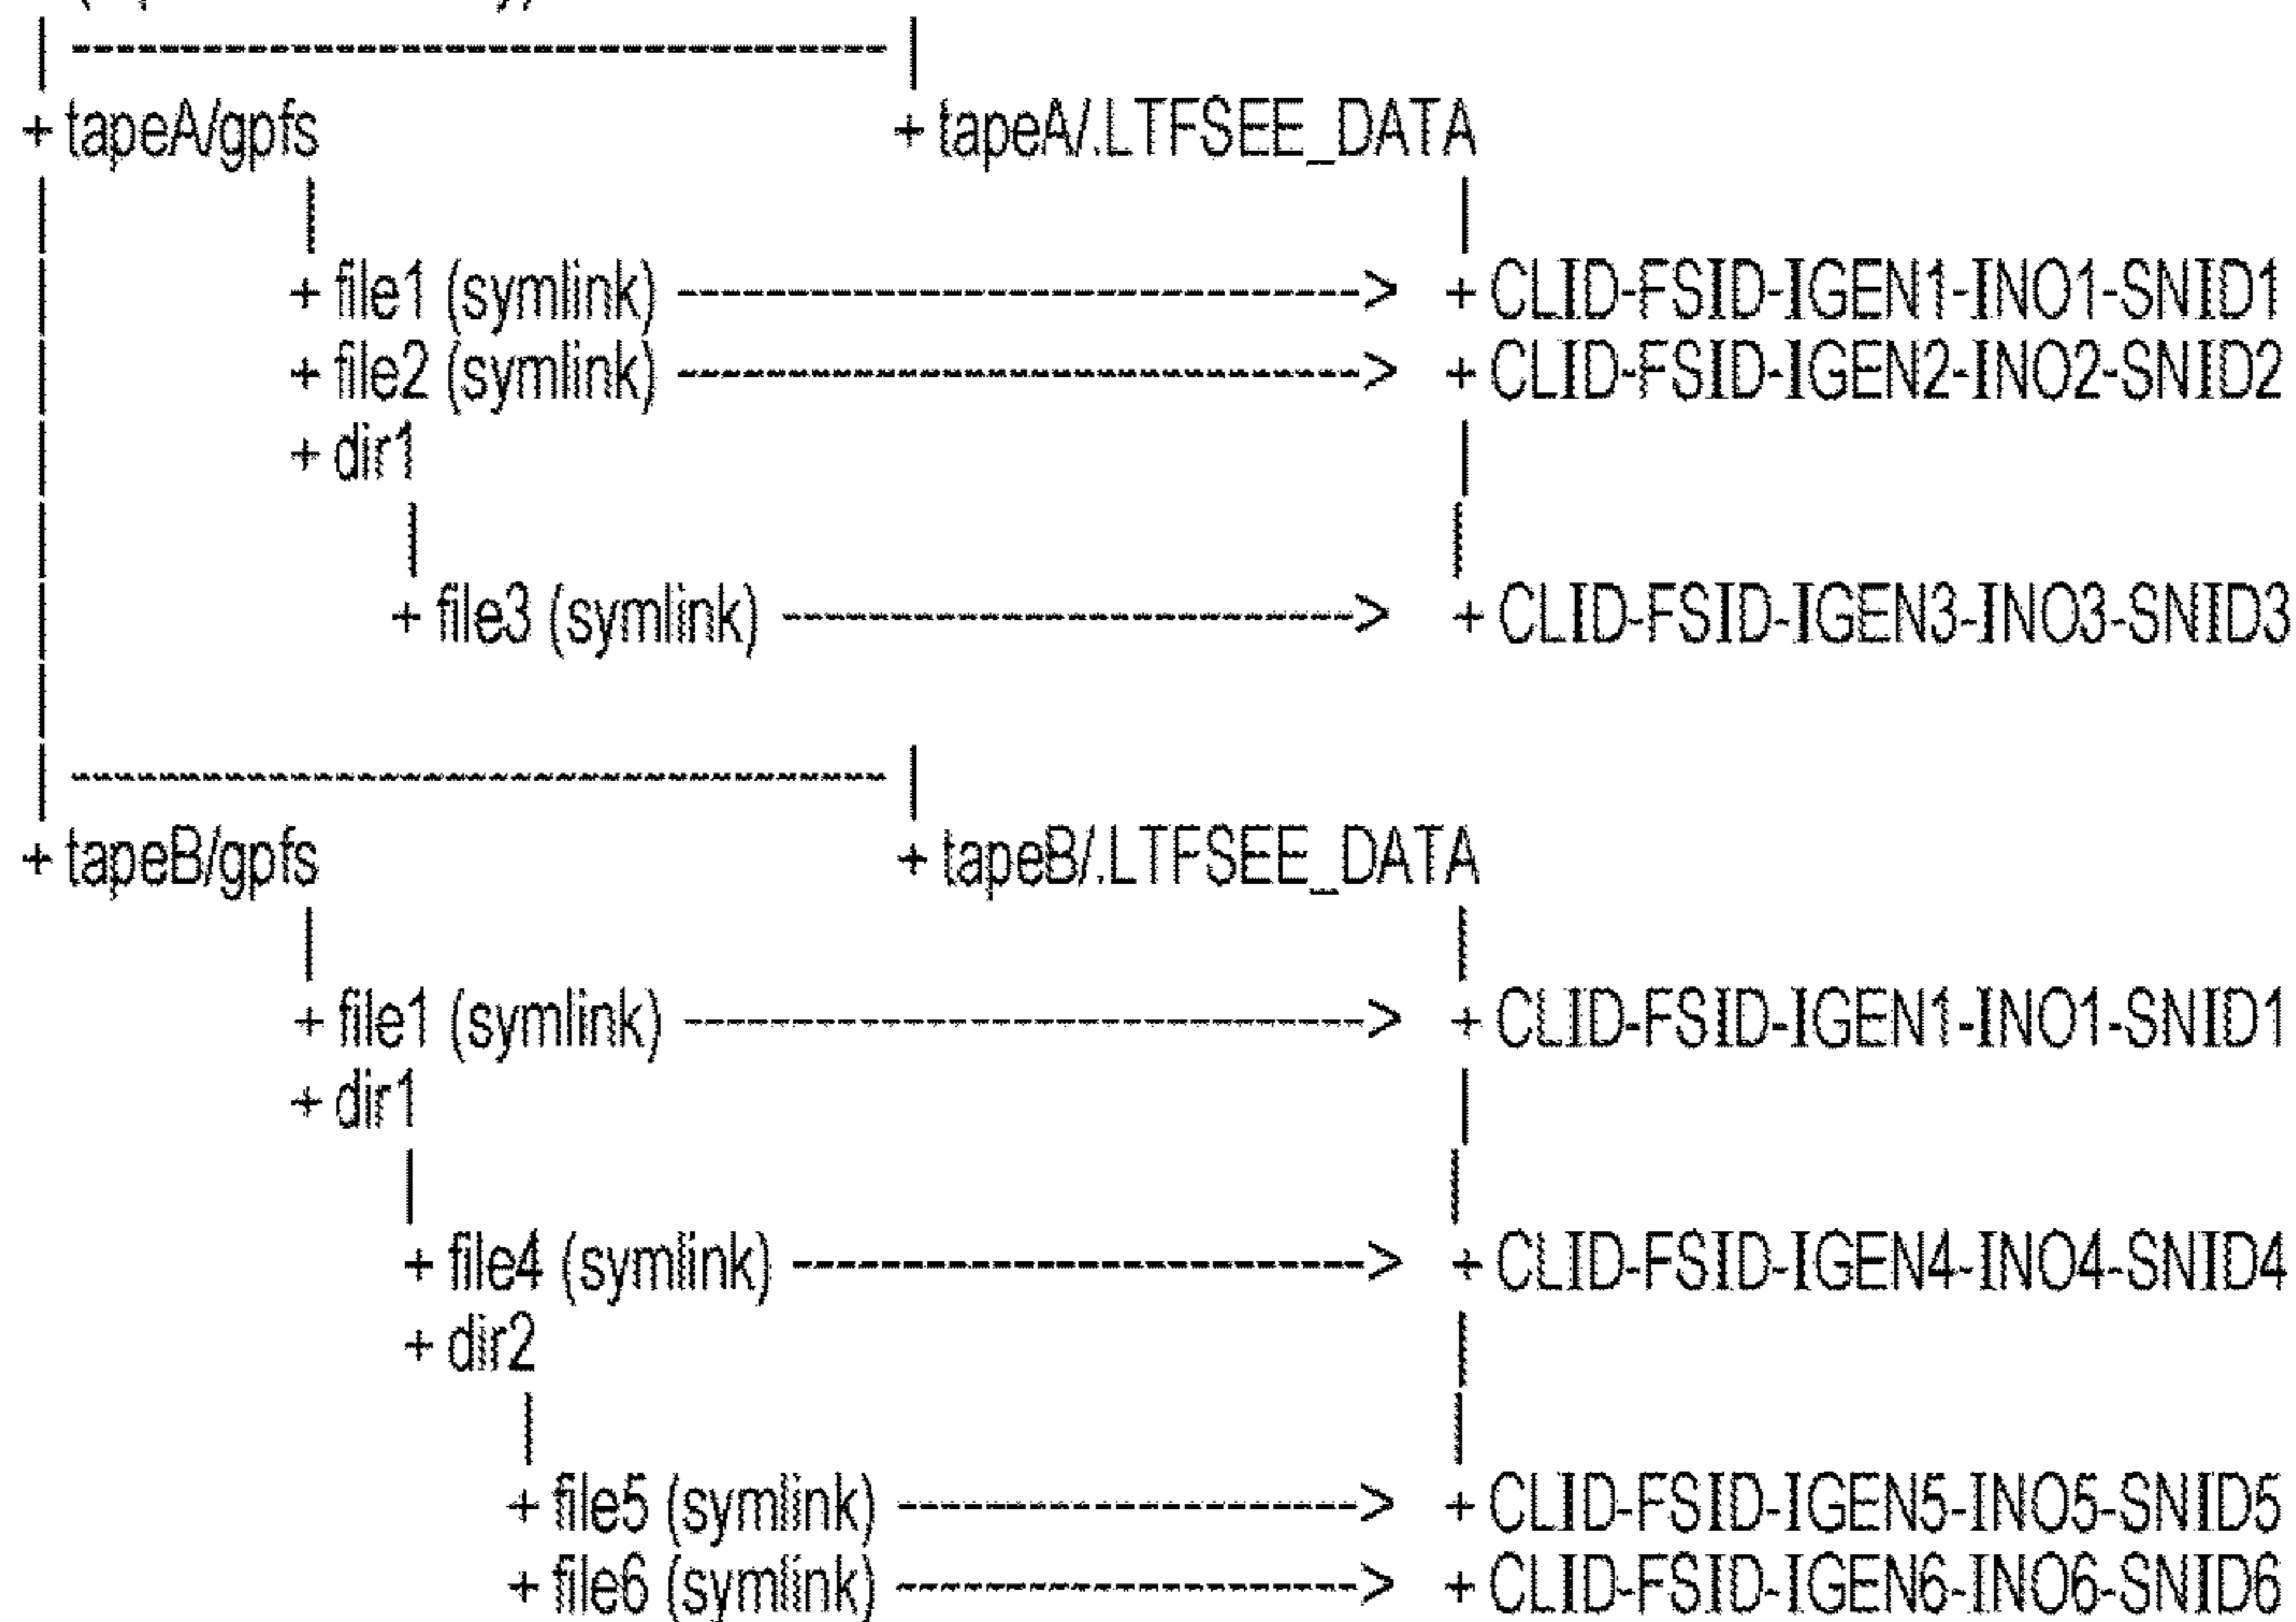 + tapeA/gpfs + tapeA/.LTFSEE_DATA
+ file1 (symlink) ------------------------------> + CLID-FSID-IGEN1-INO1-SNID1
+ file2 (symlink) ------------------------------> + CLID-FSID-IGEN2-INO2-SNID2
+ dir1
+ file3 (symlink) -------------------------> + CLID-FSID-IGEN3-INO3-SNID3
+ tapeB/gpfs + tapeB/.LTFSEE_DATA
+ file1 (symlink) ------------------------------> + CLID-FSID-IGEN1-INO1-SNID1
+ dir1
+ file4 (symlink) -------------------------> + CLID-FSID-IGEN4-INO4-SNID4
+ dir2
+ file5 (symlink) --------------------> + CLID-FSID-IGEN5-INO5-SNID5
+ file6 (symlink) --------------------> + CLID-FSID-IGEN6-INO6-SNID6